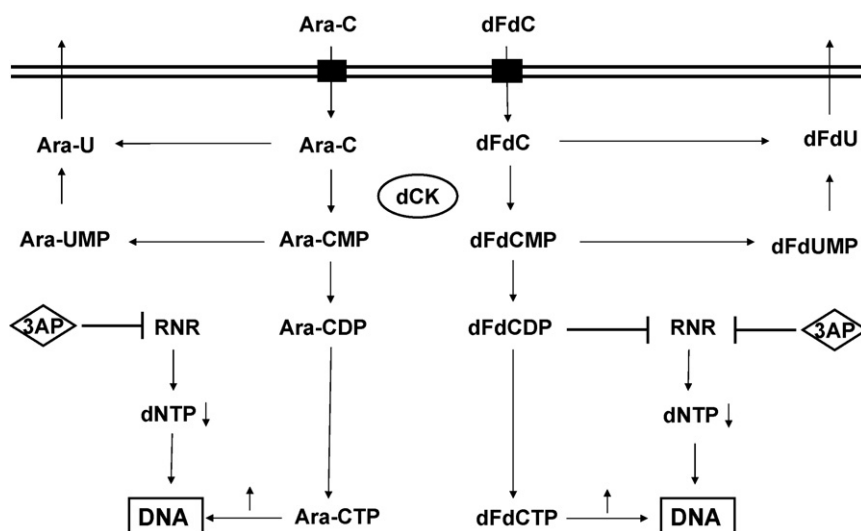 Ara-C dFdC
Ara-U Ara-C dFdC dFdU
dCK
Ara-UMP Ara-CMP dFdCMP dFdUMP
3AP RNR Ara-CDP dFdCDP RNR 3AP
dNTP dNTP
DNA Ara-CTP dFdCTP DNA